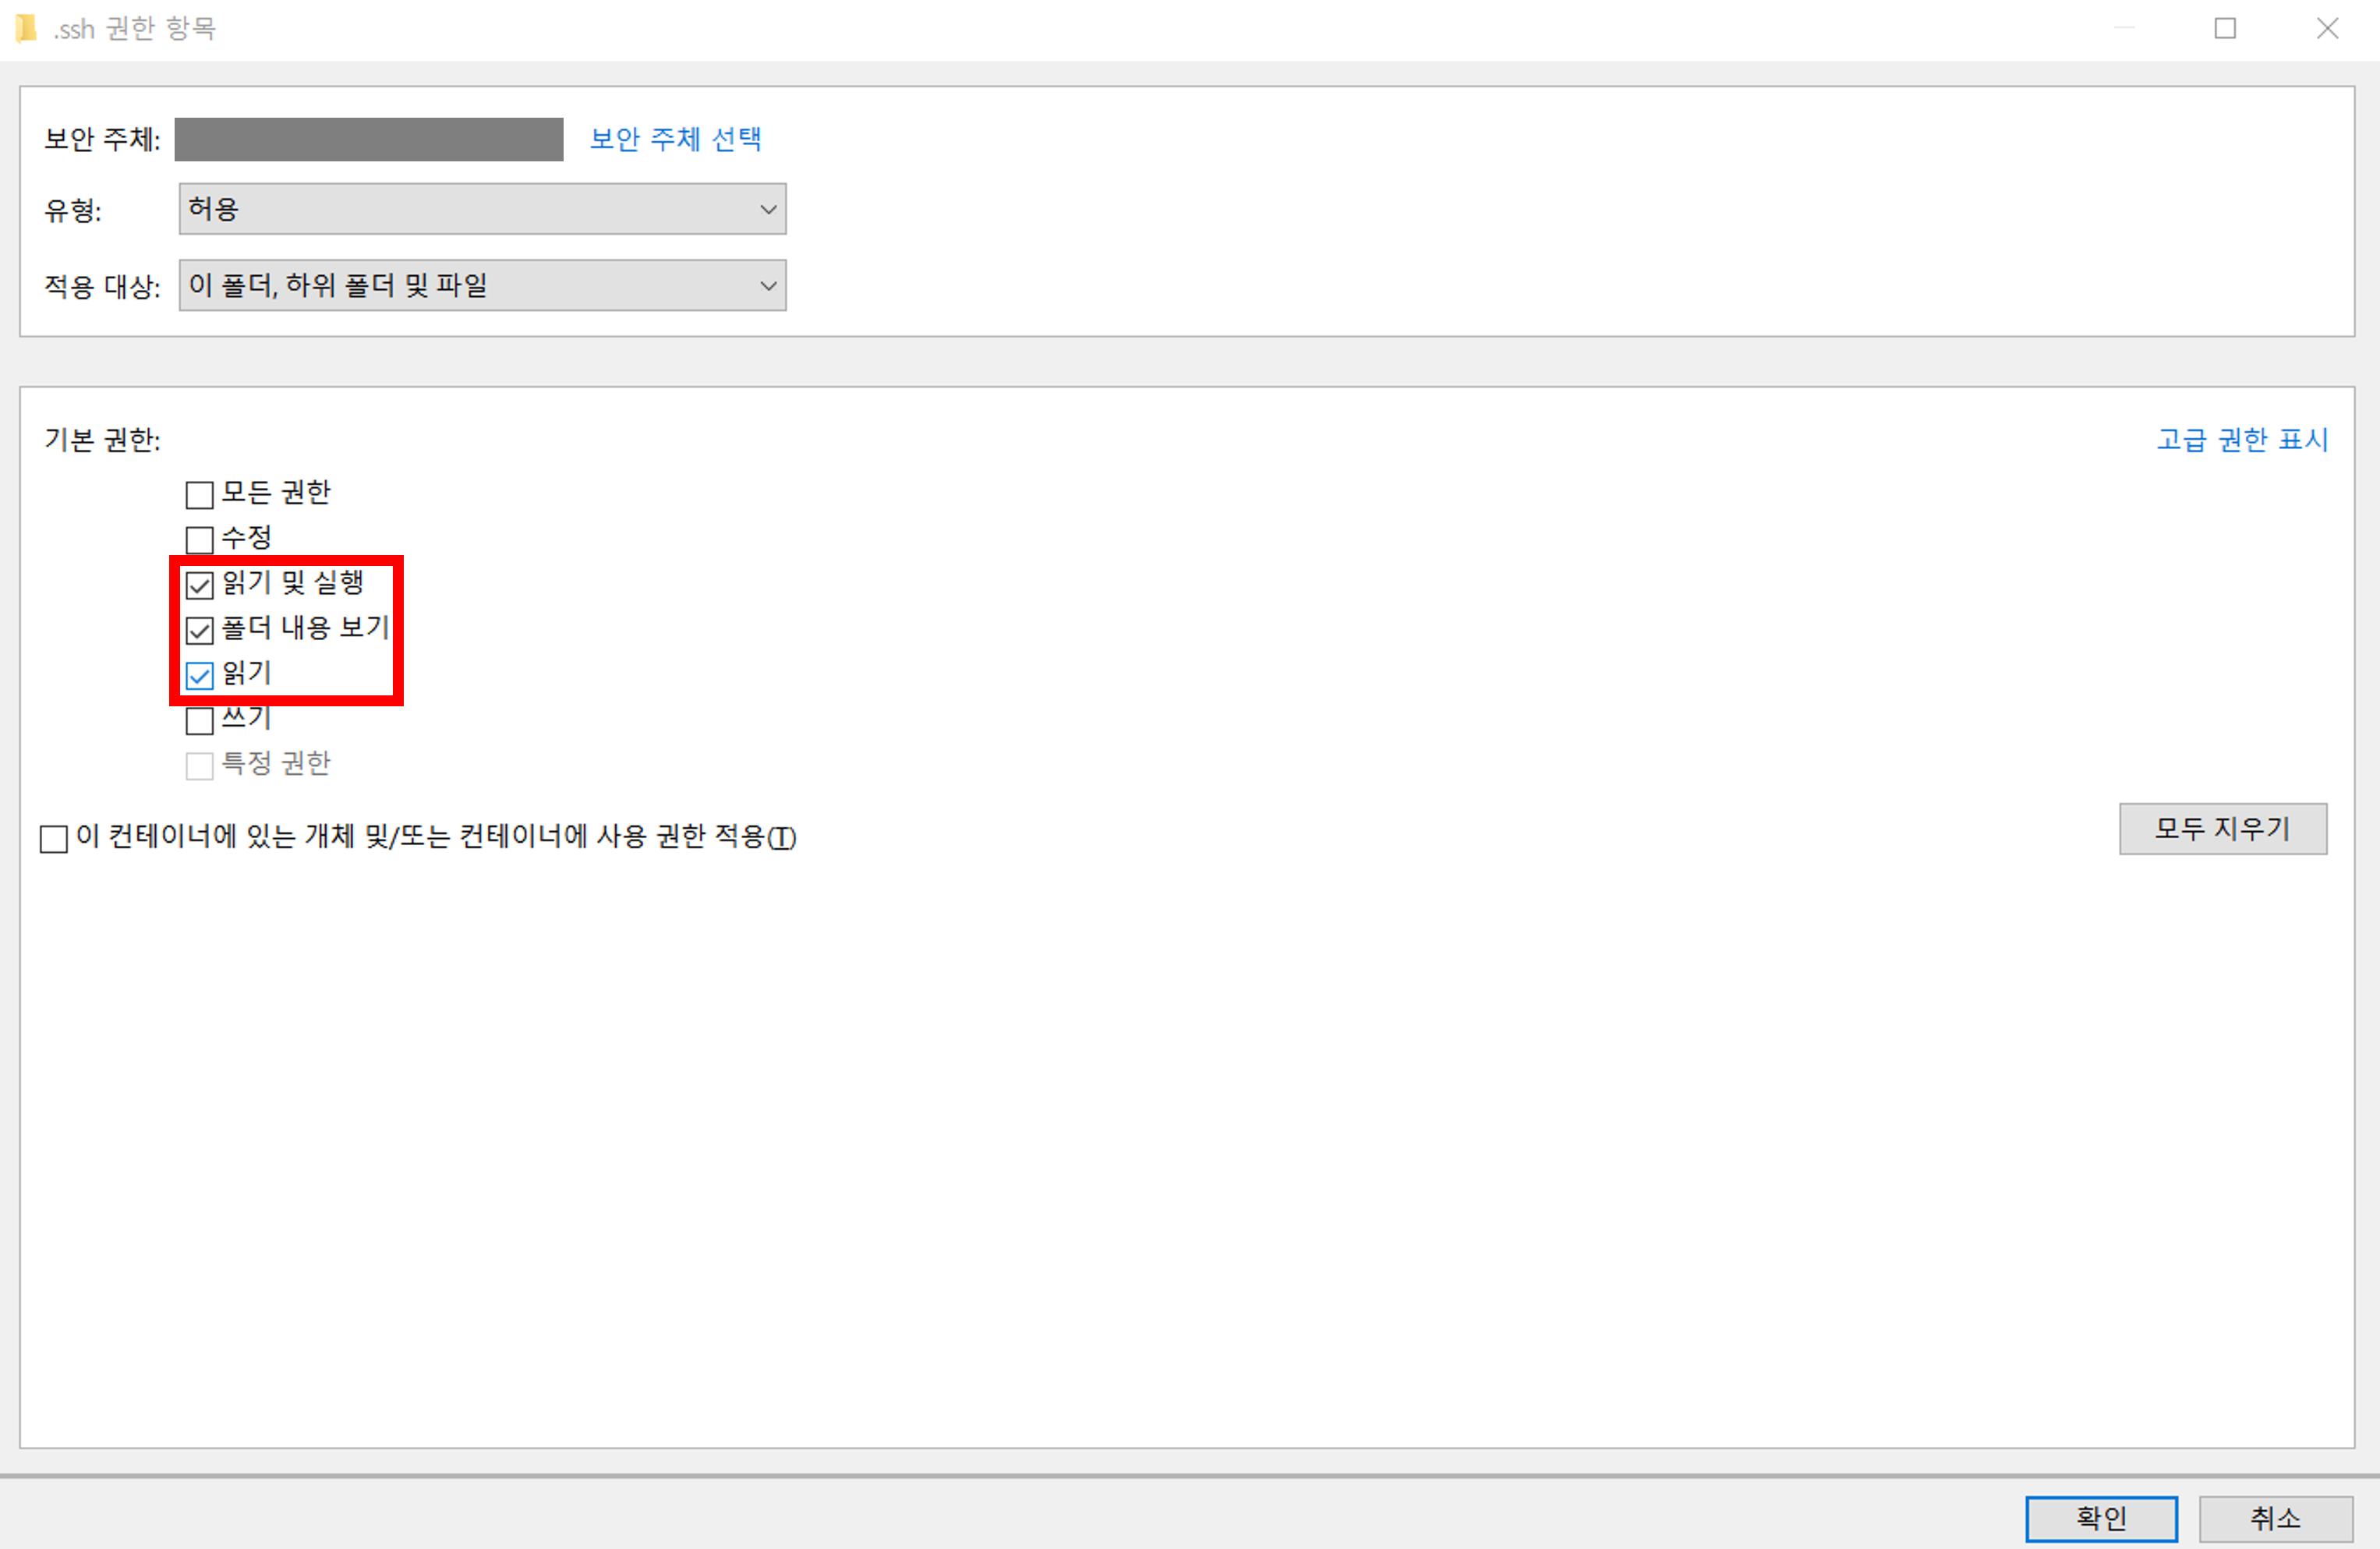 .ssh 권한 항목
보안 주체: 보안 주체 선택
유형: 허용
적용 대상: 이 폴더, 하위 폴더 및 파일
기본 권한: 고급 권한 표시
모든 권한
수정
읽기 및 실행
폴더 내용 보기
읽기
쓰기
특정 권한
이 컨테이너에 있는 개체 및/또는 컨테이너에 사용 권한 적용(T)
모두 지우기
확인 취소